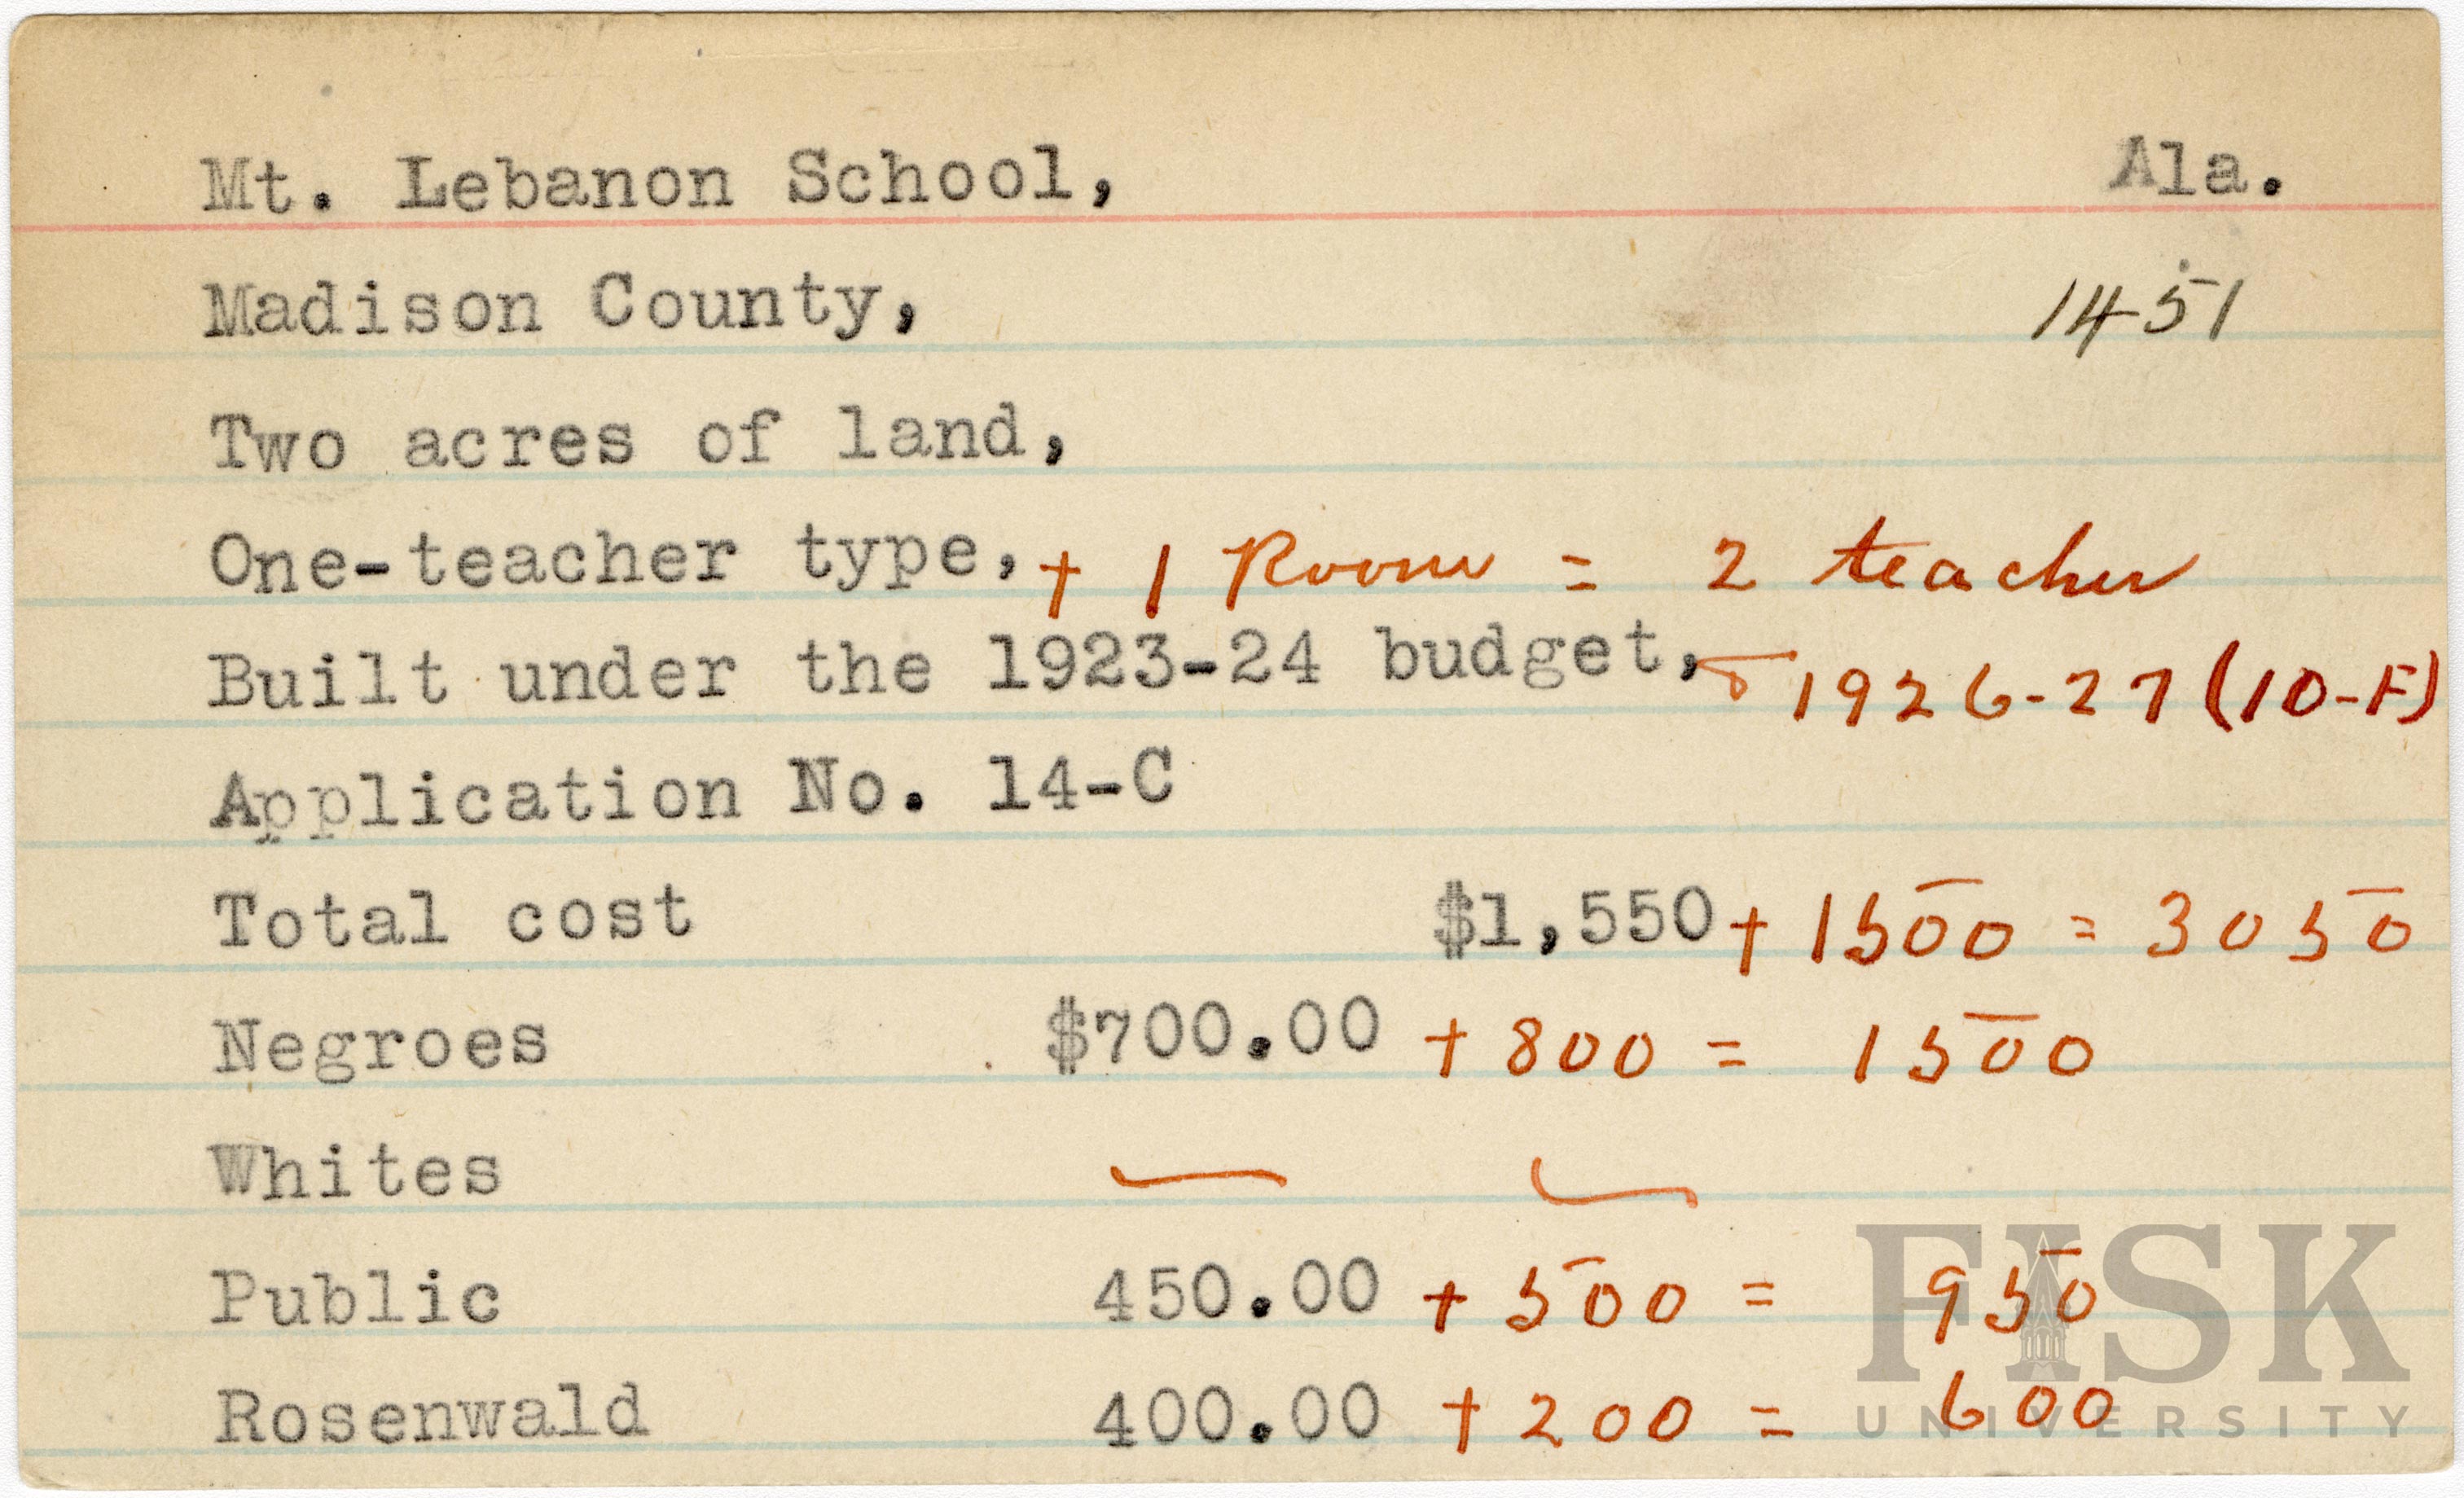 Mt. Lebanon School, Ala.
Madison County, 1451
Two acres of land,
One-teacher type, + 1 Room = 2 teacher
Built under the 1923-24 budget, 1926-27 (10-F)
Application No. 14-C
Total cost $1,550 + 1500 = 3050
Negroes $700.00 + 800 = 1500
Whites — —
Public 450.00 + 500 = 950
Rosenwald 400.00 + 200 = 600
FISK
UNIVERSITY